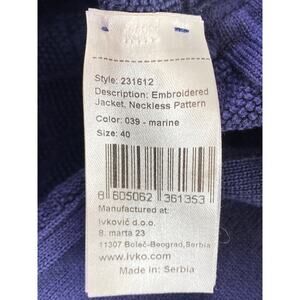 Style: 231612
Description: Embroidered
Jacket, Neckless Pattern
Color: 039 - marine
Size: 40
8 605062 361353
Manufactured at:
Ivković d.o.o.
8. marta 23
11307 Boleč-Beograd,Serbia
www.ivko.com
Made in: Serbia